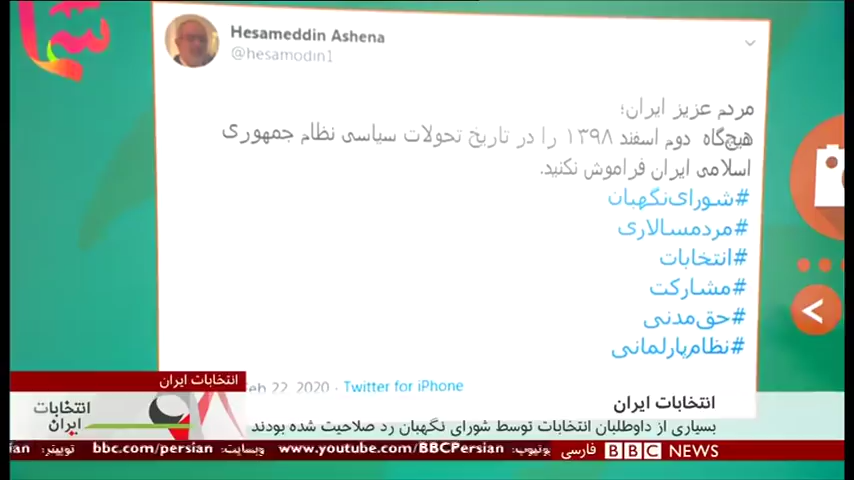 شما
Hesameddin Ashena
@hesamodin1
مردم عزیز ایران؛
هیچگاه دوم اسفند ۱۳۹۸ را در تاریخ تحولات سیاسی نظام جمهوری
اسلامی ایران فراموش نکنید.
#شورای‌نگهبان
#مردمسالاری
#انتخابات
#مشارکت
#حق‌مدنی
#نظام‌پارلمانی
eb 22, 2020 · Twitter for iPhone
انتخابات ایران
انتخابات
ایران
۹۸
انتخابات ایران
بسیاری از داوطلبان انتخابات توسط شورای نگهبان رد صلاحیت شده بودند
BBC NEWS فارسی
یوتیوب: www.youtube.com/BBCPersian وبسایت: bbc.com/persian توییتر: